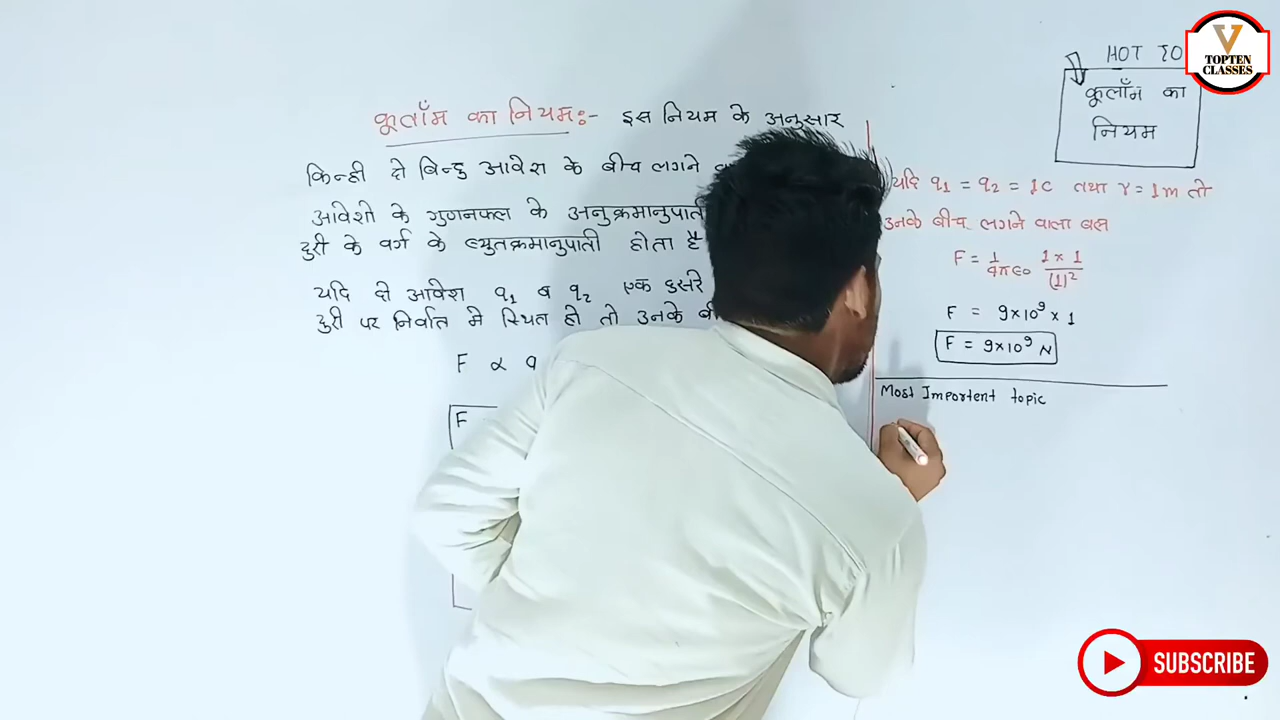 कूलाँम का नियमः- इस नियम के अनुसार
किन्ही दो बिन्दु आवेश के बीच लगने
आवेशो के गुणनफल के अनुक्रमानुपाती
दुरी के वर्ग के व्युतक्रमानुपाती होता है
यदि दो आवेश q₁ व q₂ एक दुसरे
दुरी पर निर्वात मे स्थित हो तो उनके
F ∝ q
F
HOT
कूलाँम का
नियम
यदि q₁ = q₂ = 1C तथा r = 1m तो
उनके बीच लगने वाला बल
F = 1/4πϵ₀ 1×1/(1)²
F = 9×10⁹×1
F = 9×10⁹ N
Most Importent topic
V
TOPTEN
CLASSES
SUBSCRIBE